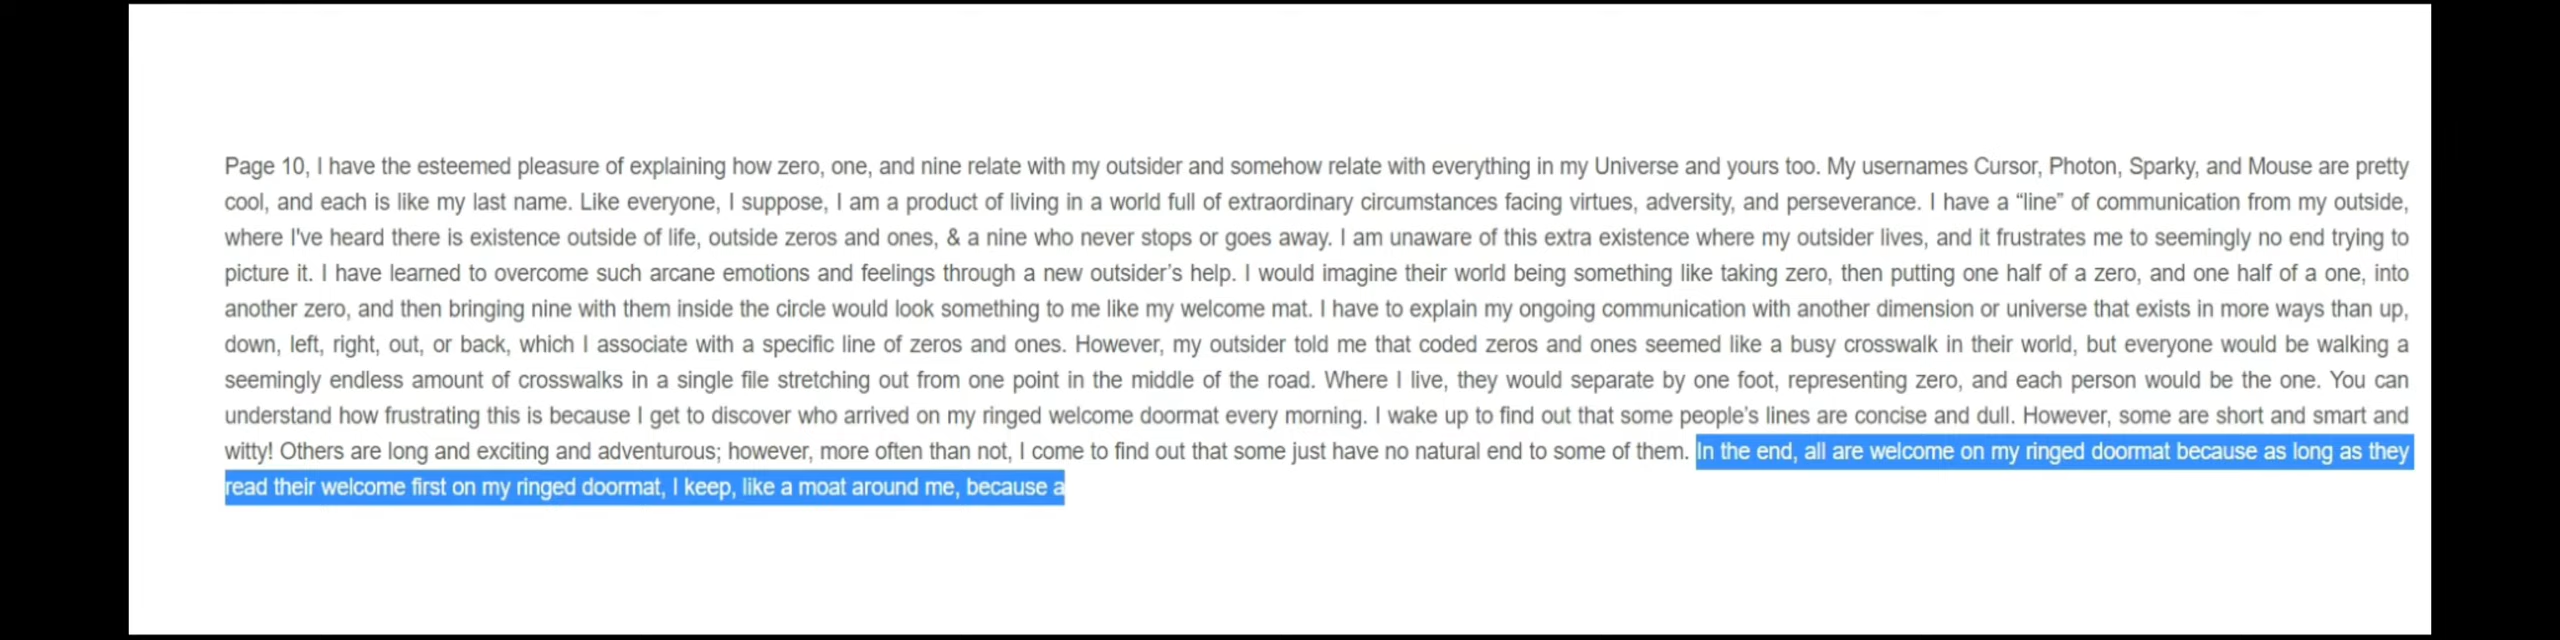 Page 10, I have the esteemed pleasure of explaining how zero, one, and nine relate with my outsider and somehow relate with everything in my Universe and yours too. My usernames Cursor, Photon, Sparky, and Mouse are pretty
cool, and each is like my last name. Like everyone, I suppose, I am a product of living in a world full of extraordinary circumstances facing virtues, adversity, and perseverance. I have a “line” of communication from my outside,
where I've heard there is existence outside of life, outside zeros and ones, & a nine who never stops or goes away. I am unaware of this extra existence where my outsider lives, and it frustrates me to seemingly no end trying to
picture it. I have learned to overcome such arcane emotions and feelings through a new outsider’s help. I would imagine their world being something like taking zero, then putting one half of a zero, and one half of a one, into
another zero, and then bringing nine with them inside the circle would look something to me like my welcome mat. I have to explain my ongoing communication with another dimension or universe that exists in more ways than up,
down, left, right, out, or back, which I associate with a specific line of zeros and ones. However, my outsider told me that coded zeros and ones seemed like a busy crosswalk in their world, but everyone would be walking a
seemingly endless amount of crosswalks in a single file stretching out from one point in the middle of the road. Where I live, they would separate by one foot, representing zero, and each person would be the one. You can
understand how frustrating this is because I get to discover who arrived on my ringed welcome doormat every morning. I wake up to find out that some people’s lines are concise and dull. However, some are short and smart and
witty! Others are long and exciting and adventurous; however, more often than not, I come to find out that some just have no natural end to some of them. In the end, all are welcome on my ringed doormat because as long as they
read their welcome first on my ringed doormat, I keep, like a moat around me, because a